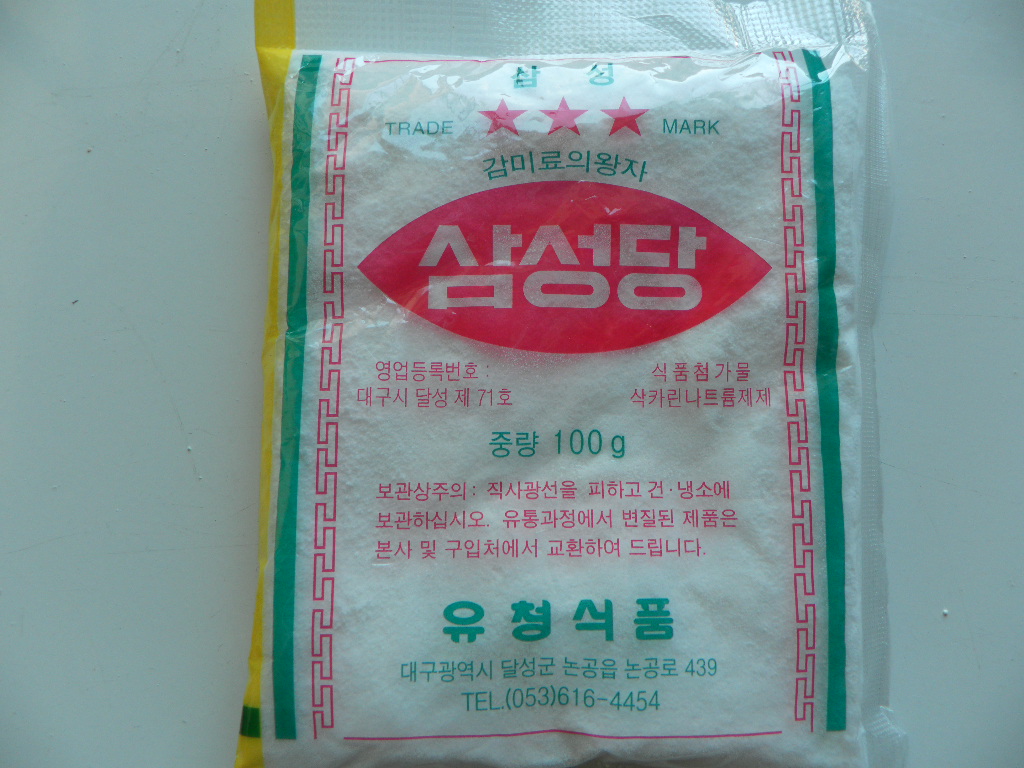 삼성
TRADE ★★★ MARK
감미료의왕자
삼성당
영업등록번호 :
대구시 달성 제 71호
식품첨가물
삭카린나트륨제제
중량 100g
보관상주의 : 직사광선을 피하고 건·냉소에
보관하십시오. 유통과정에서 변질된 제품은
본사 및 구입처에서 교환하여 드립니다.
유청식품
대구광역시 달성군 논공읍 논공로 439
TEL.(053)616-4454